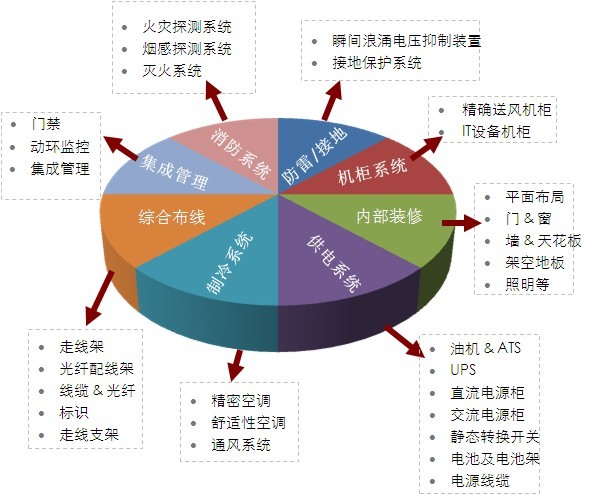 火灾探测系统
烟感探测系统
灭火系统
瞬间浪涌电压抑制装置
接地保护系统
门禁
动环监控
集成管理
精确送风机柜
IT设备机柜
消防系统
防雷/接地
集成管理
机柜系统
综合布线
内部装修
制冷系统
供电系统
平面布局
门 & 窗
墙 & 天花板
架空地板
照明等
走线架
光纤配线架
线缆 & 光纤
标识
走线支架
精密空调
舒适性空调
通风系统
油机 & ATS
UPS
直流电源柜
交流电源柜
静态转换开关
电池及电池架
电源线缆